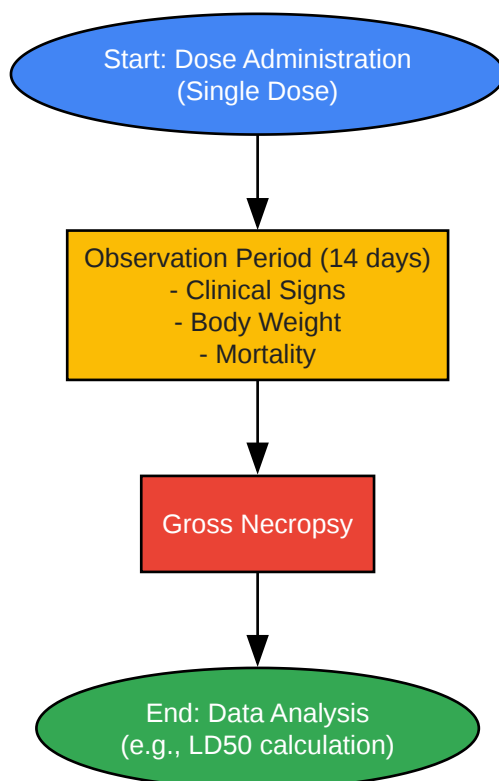 Start: Dose Administration
(Single Dose)
Observation Period (14 days)
- Clinical Signs
- Body Weight
- Mortality
Gross Necropsy
End: Data Analysis
(e.g., LD50 calculation)